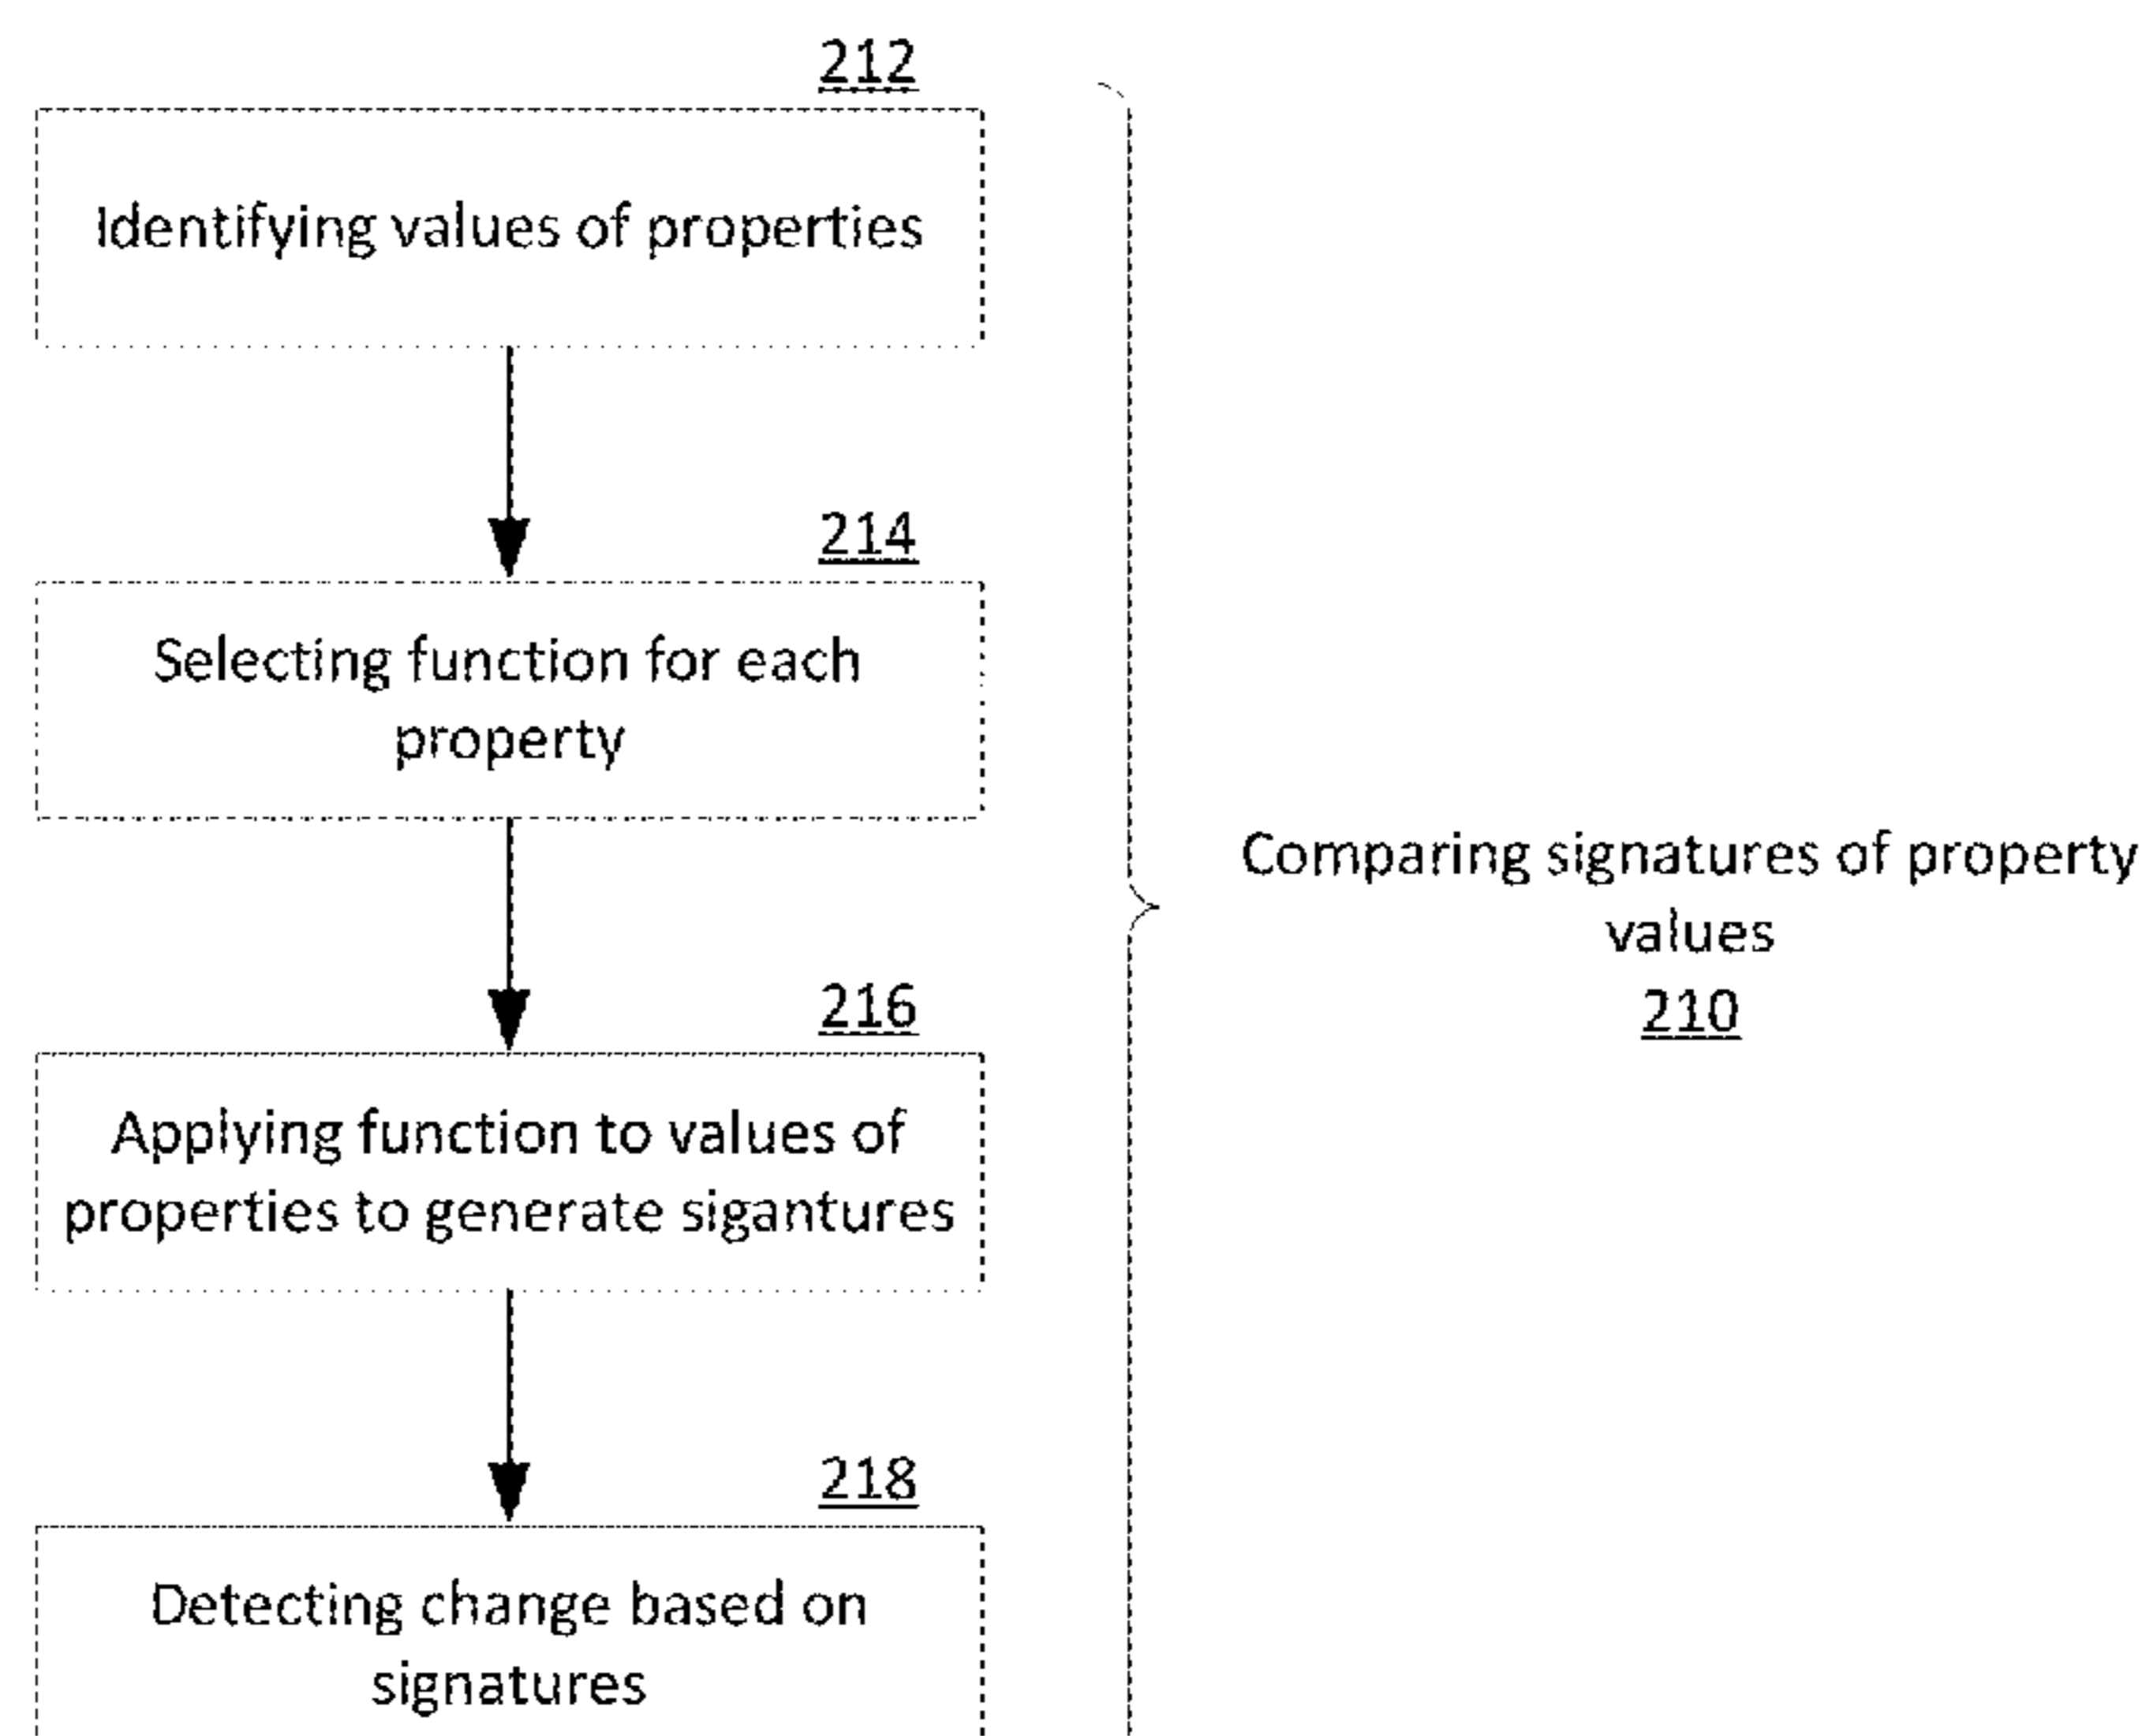 212
Identifying values of properties
214
Selecting function for each
property
216
Applying function to values of
properties to generate sigantures
218
Detecting change based on
signatures
Comparing signatures of property
values
210